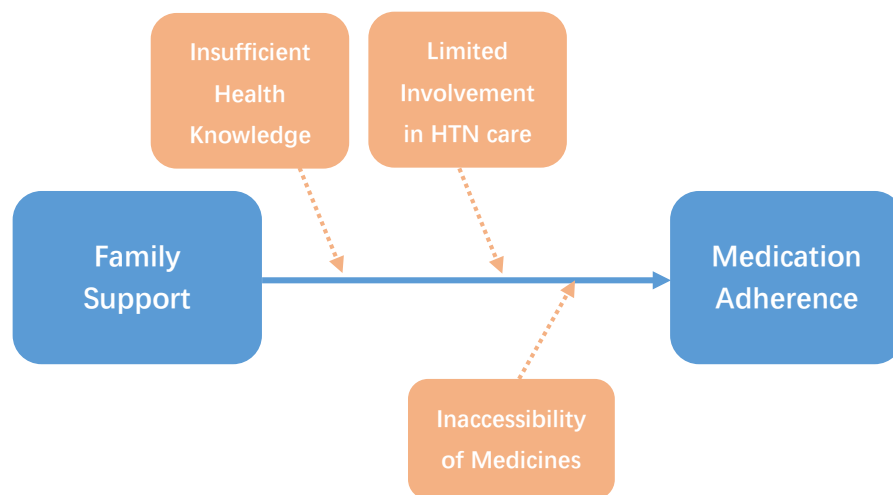 Insufficient
Health
Knowledge
Limited
Involvement
in HTN care
Family
Support
Medication
Adherence
Inaccessibility
of Medicines